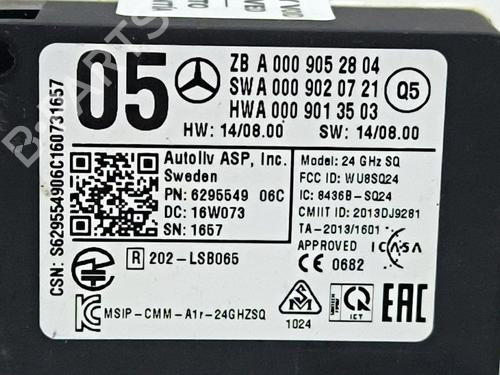 05
ZB A 000 905 28 04
SW A 000 902 07 21
HW A 000 901 35 03
Q5
HW: 14/08.00 SW: 14/08.00
CSN: S629554906C160731657
Autoliv ASP, Inc.
Sweden
PN: 6295549 06C
DC: 16W073
SN: 1657
Model: 24 GHz SQ
FCC ID: WU8SQ24
IC: 8436B-SQ24
CMIIT ID: 2013DJ9281
TA-2013/1601
APPROVED ICASA
CE 0682
R 202-LSB065
MSIP-CMM-A1r-24GHZSQ
1024
ICT
EAC